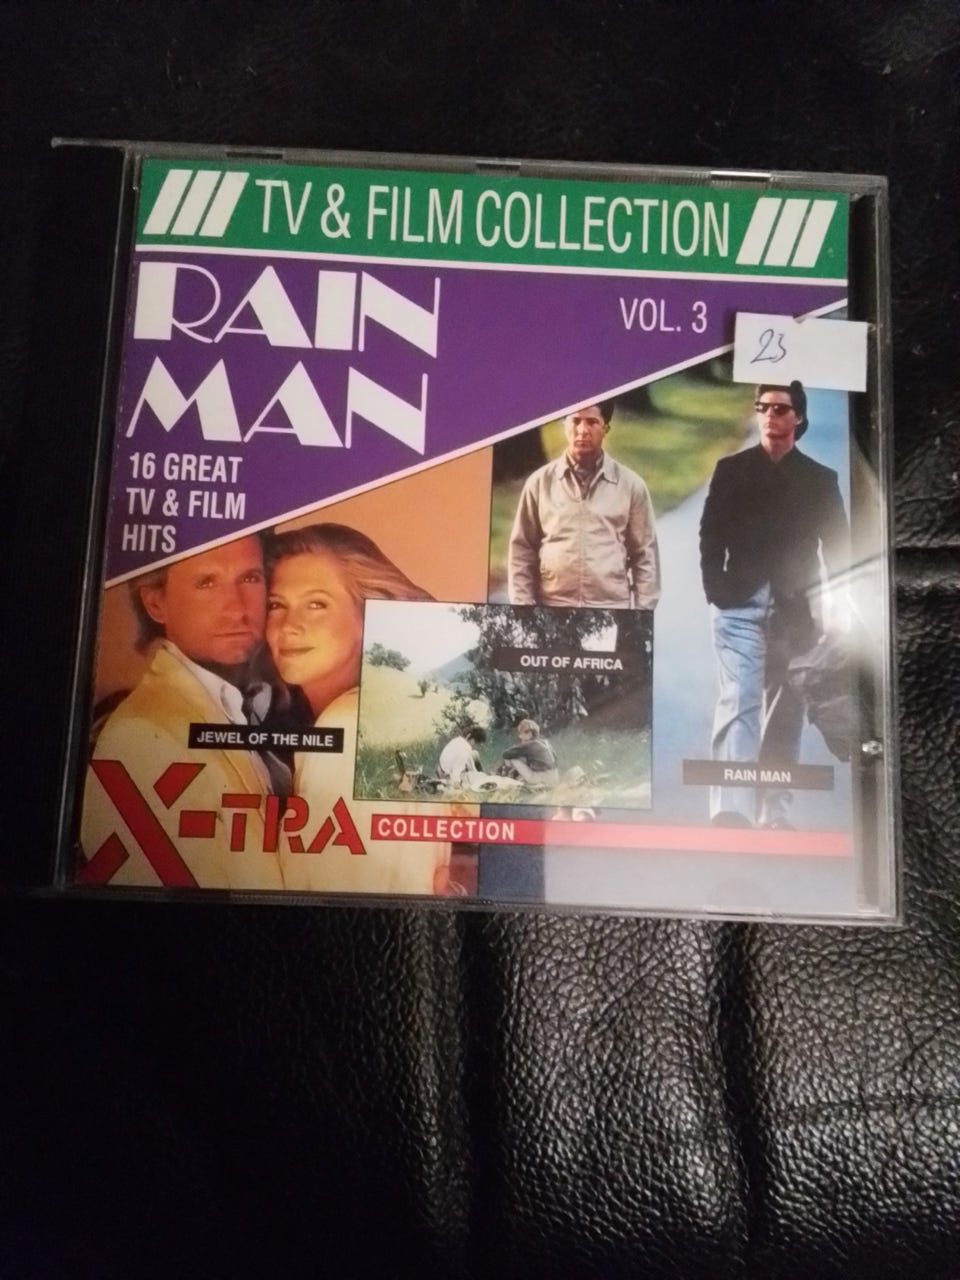 TV & FILM COLLECTION
RAIN
MAN
VOL. 3
23
16 GREAT
TV & FILM
HITS
OUT OF AFRICA
JEWEL OF THE NILE
RAIN MAN
X-TRA COLLECTION